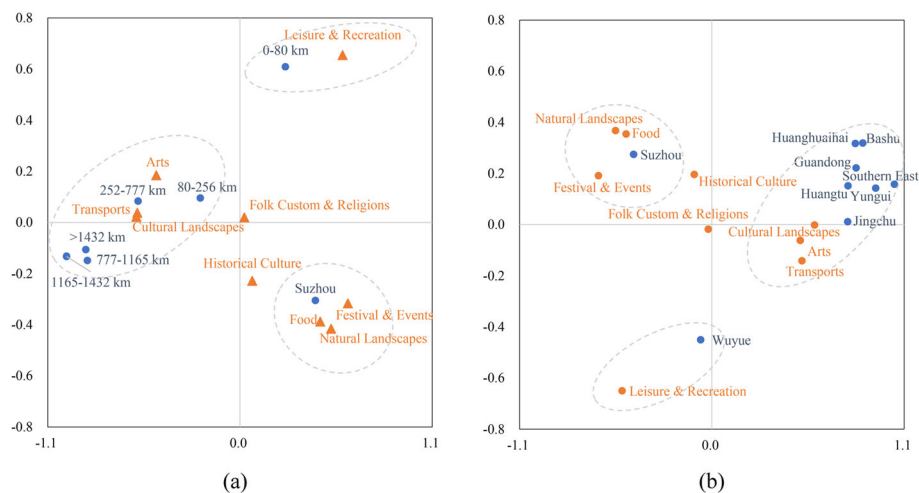 0.8
0.6
0.4
0.2
0.0
-0.2
-0.4
-0.6
-0.8
-1.1
0.0
1.1
Leisure & Recreation
0-80 km
Arts
252-777 km
80-256 km
Transports
Cultural Landscapes
Folk Custom & Religions
>1432 km
777-1165 km
1165-1432 km
Historical Culture
Suzhou
Festival & Events
Food
Natural Landscapes
(a)
0.8
0.6
0.4
0.2
0.0
-0.2
-0.4
-0.6
-0.8
-1.1
0.0
1.1
Natural Landscapes
Food
Suzhou
Festival & Events
Historical Culture
Huanghuaihai
Bashu
Guandong
Southern East
Huangtu
Yungui
Folk Custom & Religions
Jingchu
Cultural Landscapes
Arts
Transports
Wuyue
Leisure & Recreation
(b)